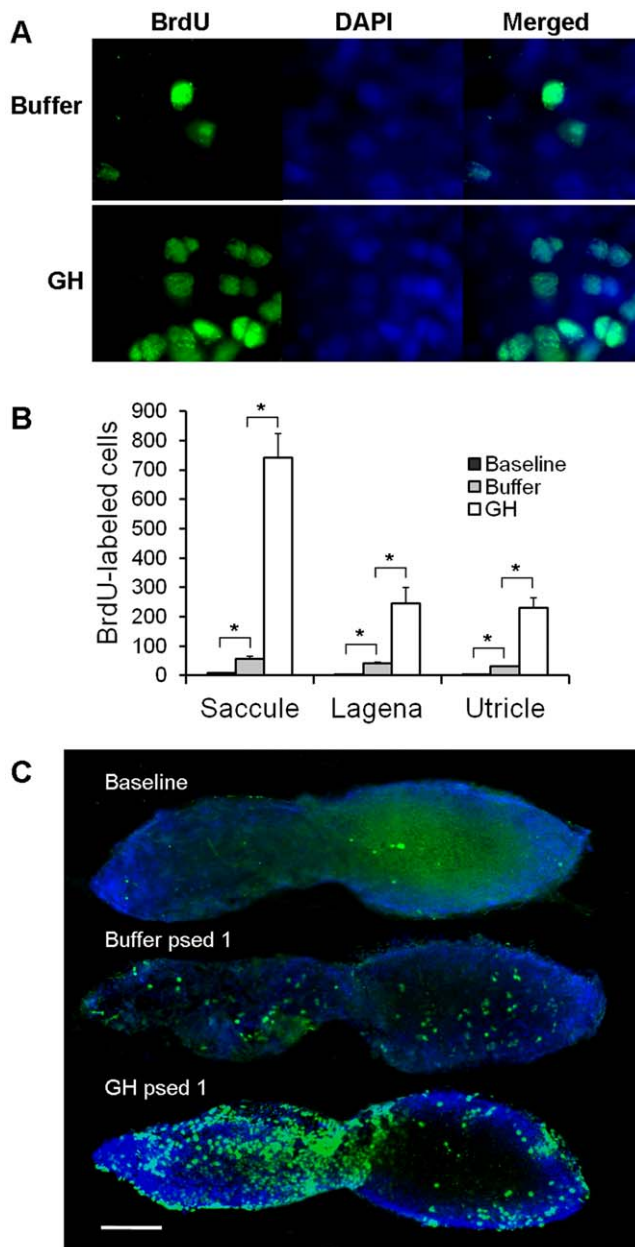 A
BrdU DAPI Merged
Buffer
GH
B
900
800
700
600
500
400
300
200
100
0
BrdU-labeled cells
* * *
* * *
Baseline
Buffer
GH
Saccule Lagena Utricle
C
Baseline
Buffer psed 1
GH psed 1